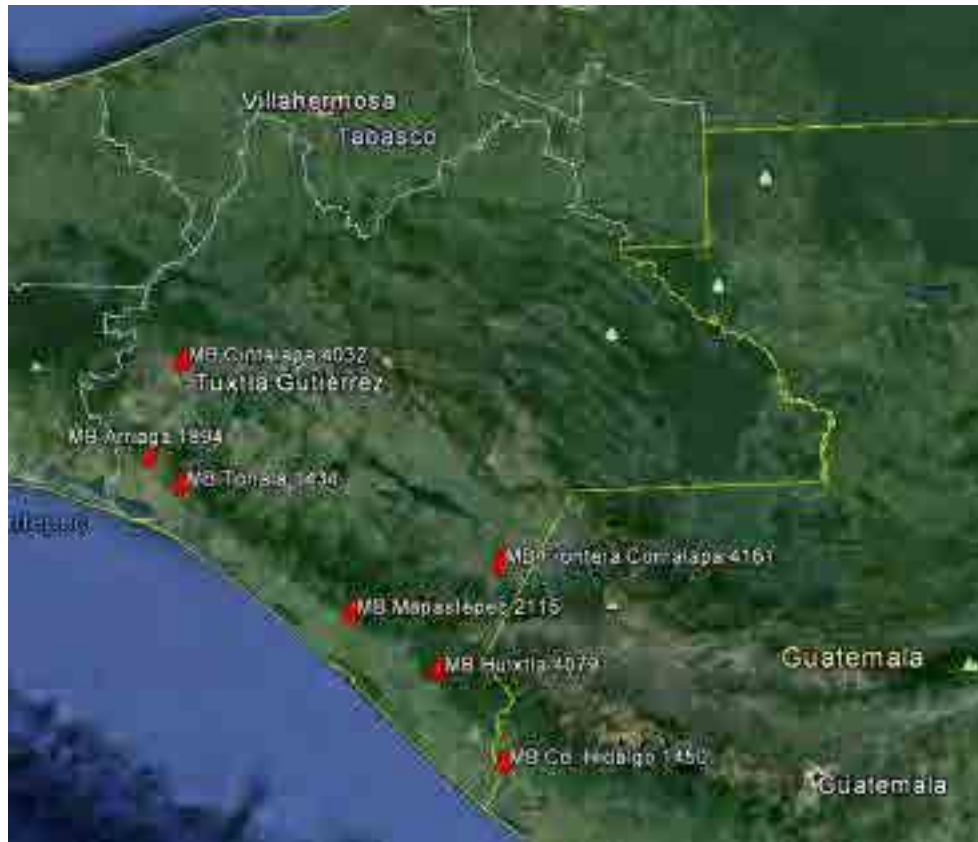 Villahermosa
Tabasco
MB Cintalapa 4032
Tuxtla Gutiérrez
MB Arriaga 1894
MB Tonala 1434
MB Frontera Comalapa 4161
MB Mapastepec 2115
MB Huixtla 4079
Guatemala
MB Cd. Hidalgo 1450
Guatemala